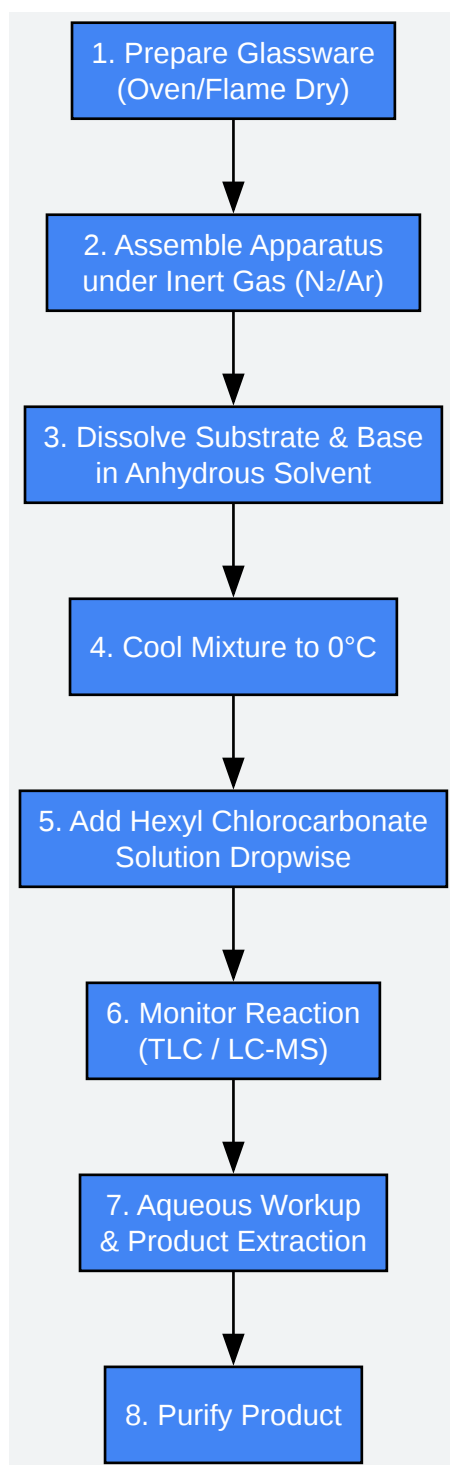 1. Prepare Glassware
(Oven/Flame Dry)
2. Assemble Apparatus
under Inert Gas (N₂/Ar)
3. Dissolve Substrate & Base
in Anhydrous Solvent
4. Cool Mixture to 0°C
5. Add Hexyl Chlorocarbonate
Solution Dropwise
6. Monitor Reaction
(TLC / LC-MS)
7. Aqueous Workup
& Product Extraction
8. Purify Product